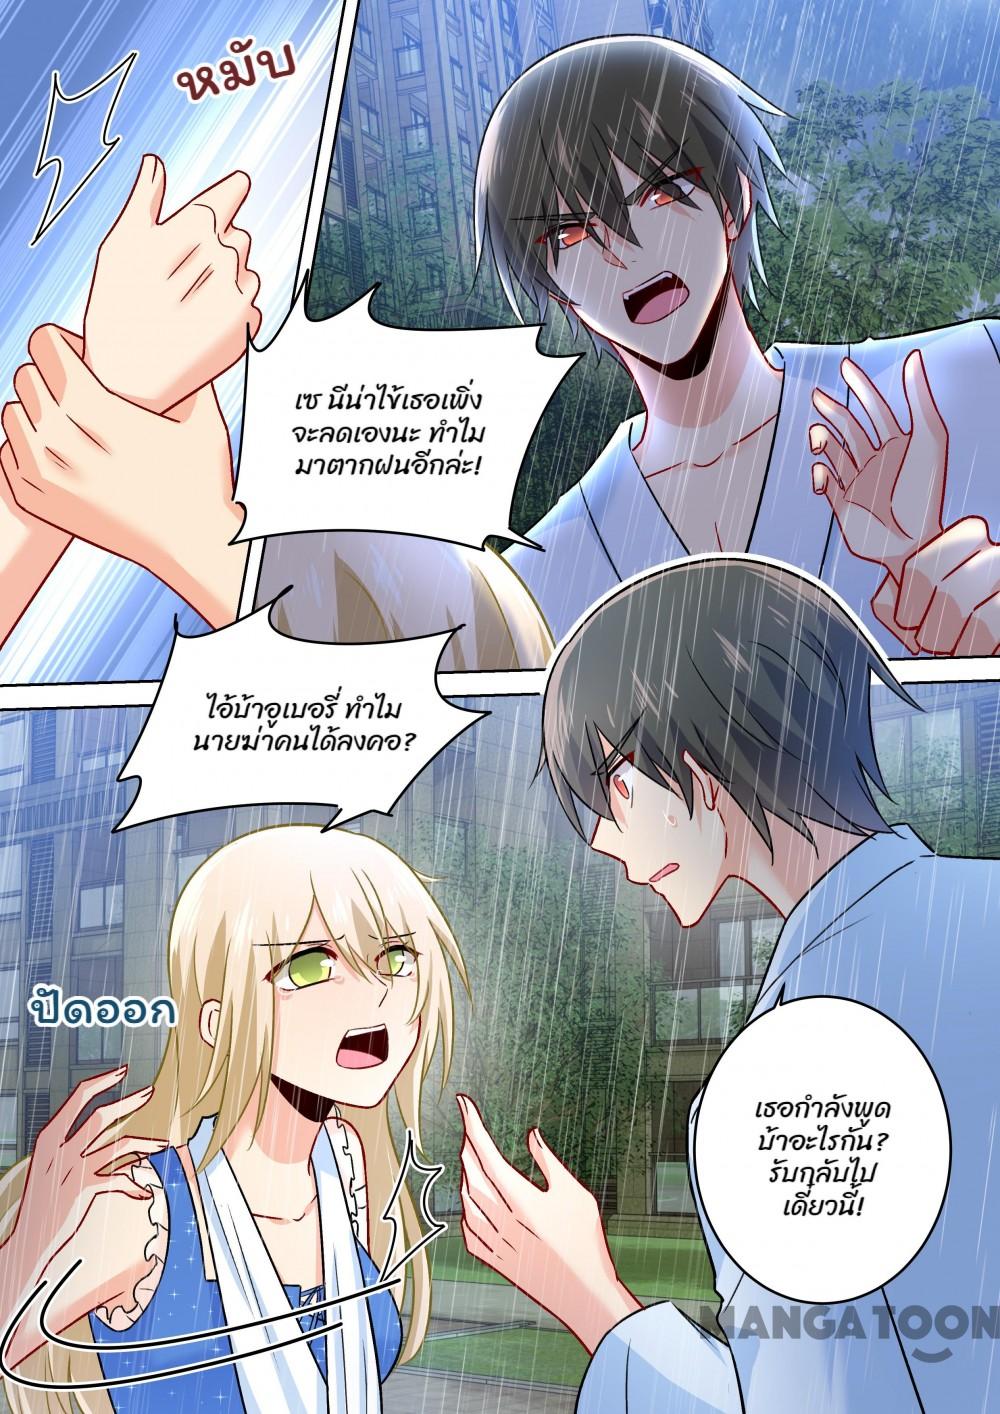 หมับ
เซ นีน่าไข้เธอเพิ่ง
จะลดเองนะ ทำไม
มาตากฝนอีกล่ะ!
ไอ้บ้าอูเบอรี่ ทำไม
นายฆ่าคนได้ลงคอ?
ปัดออก
เธอกำลังพูด
บ้าอะไรกัน?
รับกลับไป
เดี๋ยวนี้!
MANGATOON